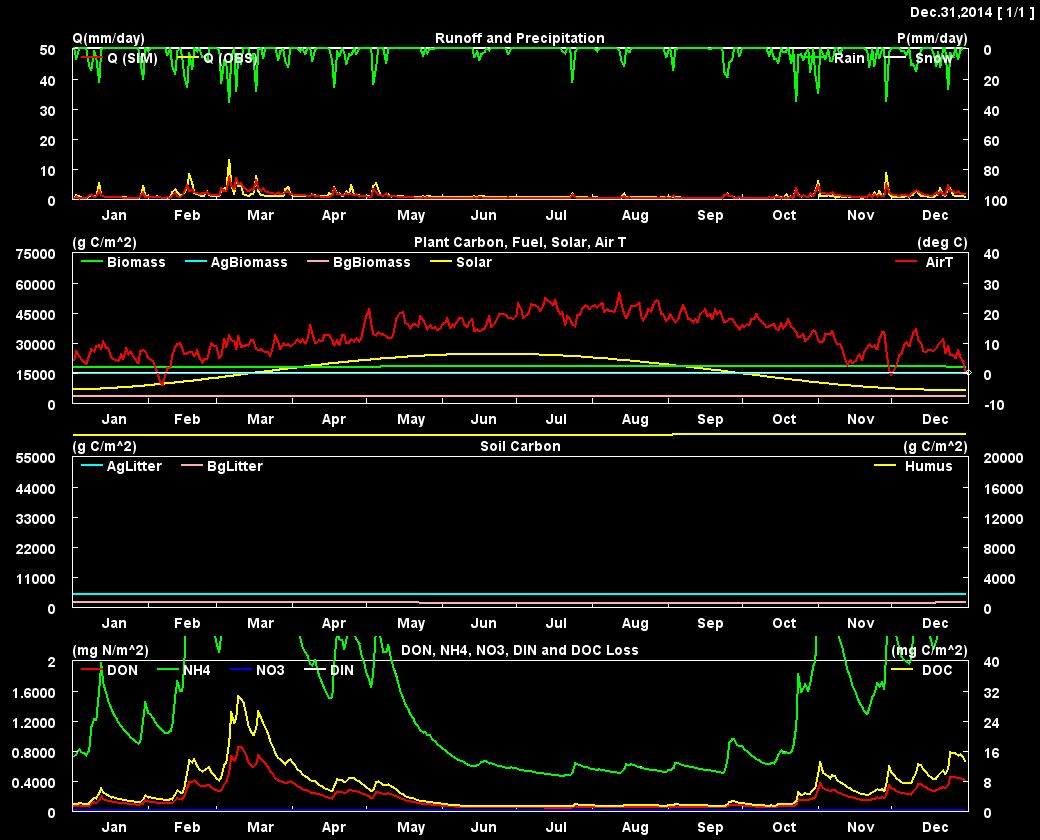 Dec.31,2014 [ 1/1 ]
Q(mm/day) Runoff and Precipitation P(mm/day)
50 0
Q (SIM) Q (OBS) Rain Snow
40 20
30 40
20 60
10 80
0 100
Jan Feb Mar Apr May Jun Jul Aug Sep Oct Nov Dec
(g C/m^2) Plant Carbon, Fuel, Solar, Air T (deg C)
75000 40
Biomass AgBiomass BgBiomass Solar AirT
60000 30
45000 20
30000 10
15000 0
0 -10
Jan Feb Mar Apr May Jun Jul Aug Sep Oct Nov Dec
(g C/m^2) Soil Carbon (g C/m^2)
55000 20000
AgLitter BgLitter Humus
44000 16000
33000 12000
22000 8000
11000 4000
0 0
Jan Feb Mar Apr May Jun Jul Aug Sep Oct Nov Dec
(mg N/m^2) DON, NH4, NO3, DIN and DOC Loss (mg C/m^2)
2 40
DON NH4 NO3 DIN DOC
1.6000 32
1.2000 24
0.8000 16
0.4000 8
0 0
Jan Feb Mar Apr May Jun Jul Aug Sep Oct Nov Dec